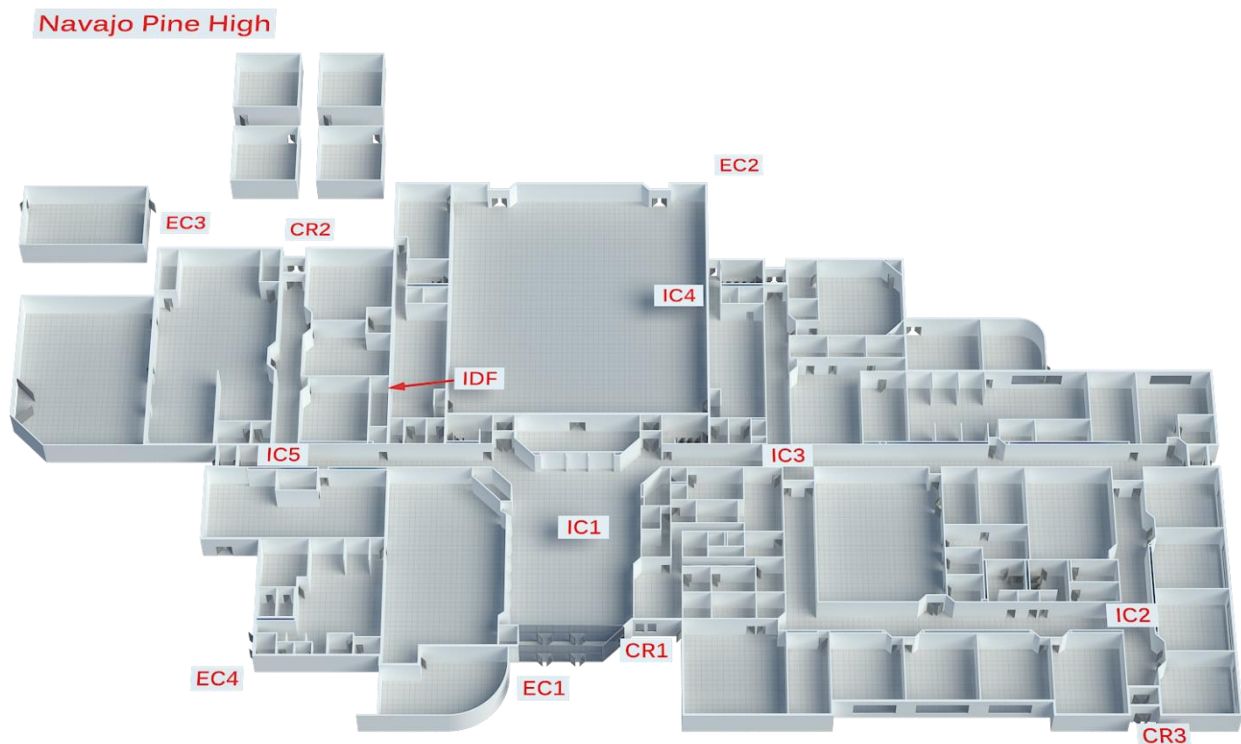 Navajo Pine High
EC2
EC3
CR2
IC4
IDF
IC5
IC3
IC1
IC2
CR1
EC4
EC1
CR3